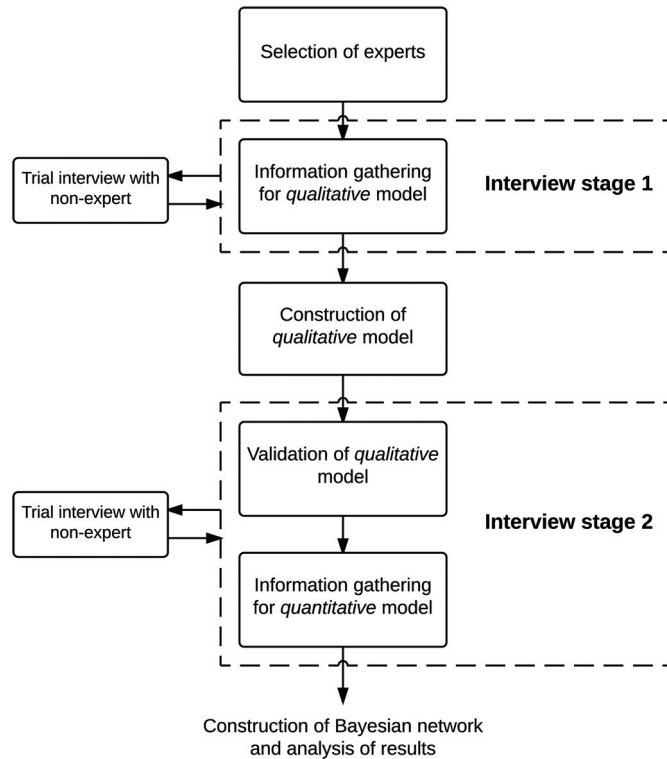 Selection of experts
Trial interview with
non-expert
Information gathering
for qualitative model
Interview stage 1
Construction of
qualitative model
Validation of qualitative
model
Trial interview with
non-expert
Interview stage 2
Information gathering
for quantitative model
Construction of Bayesian network
and analysis of results